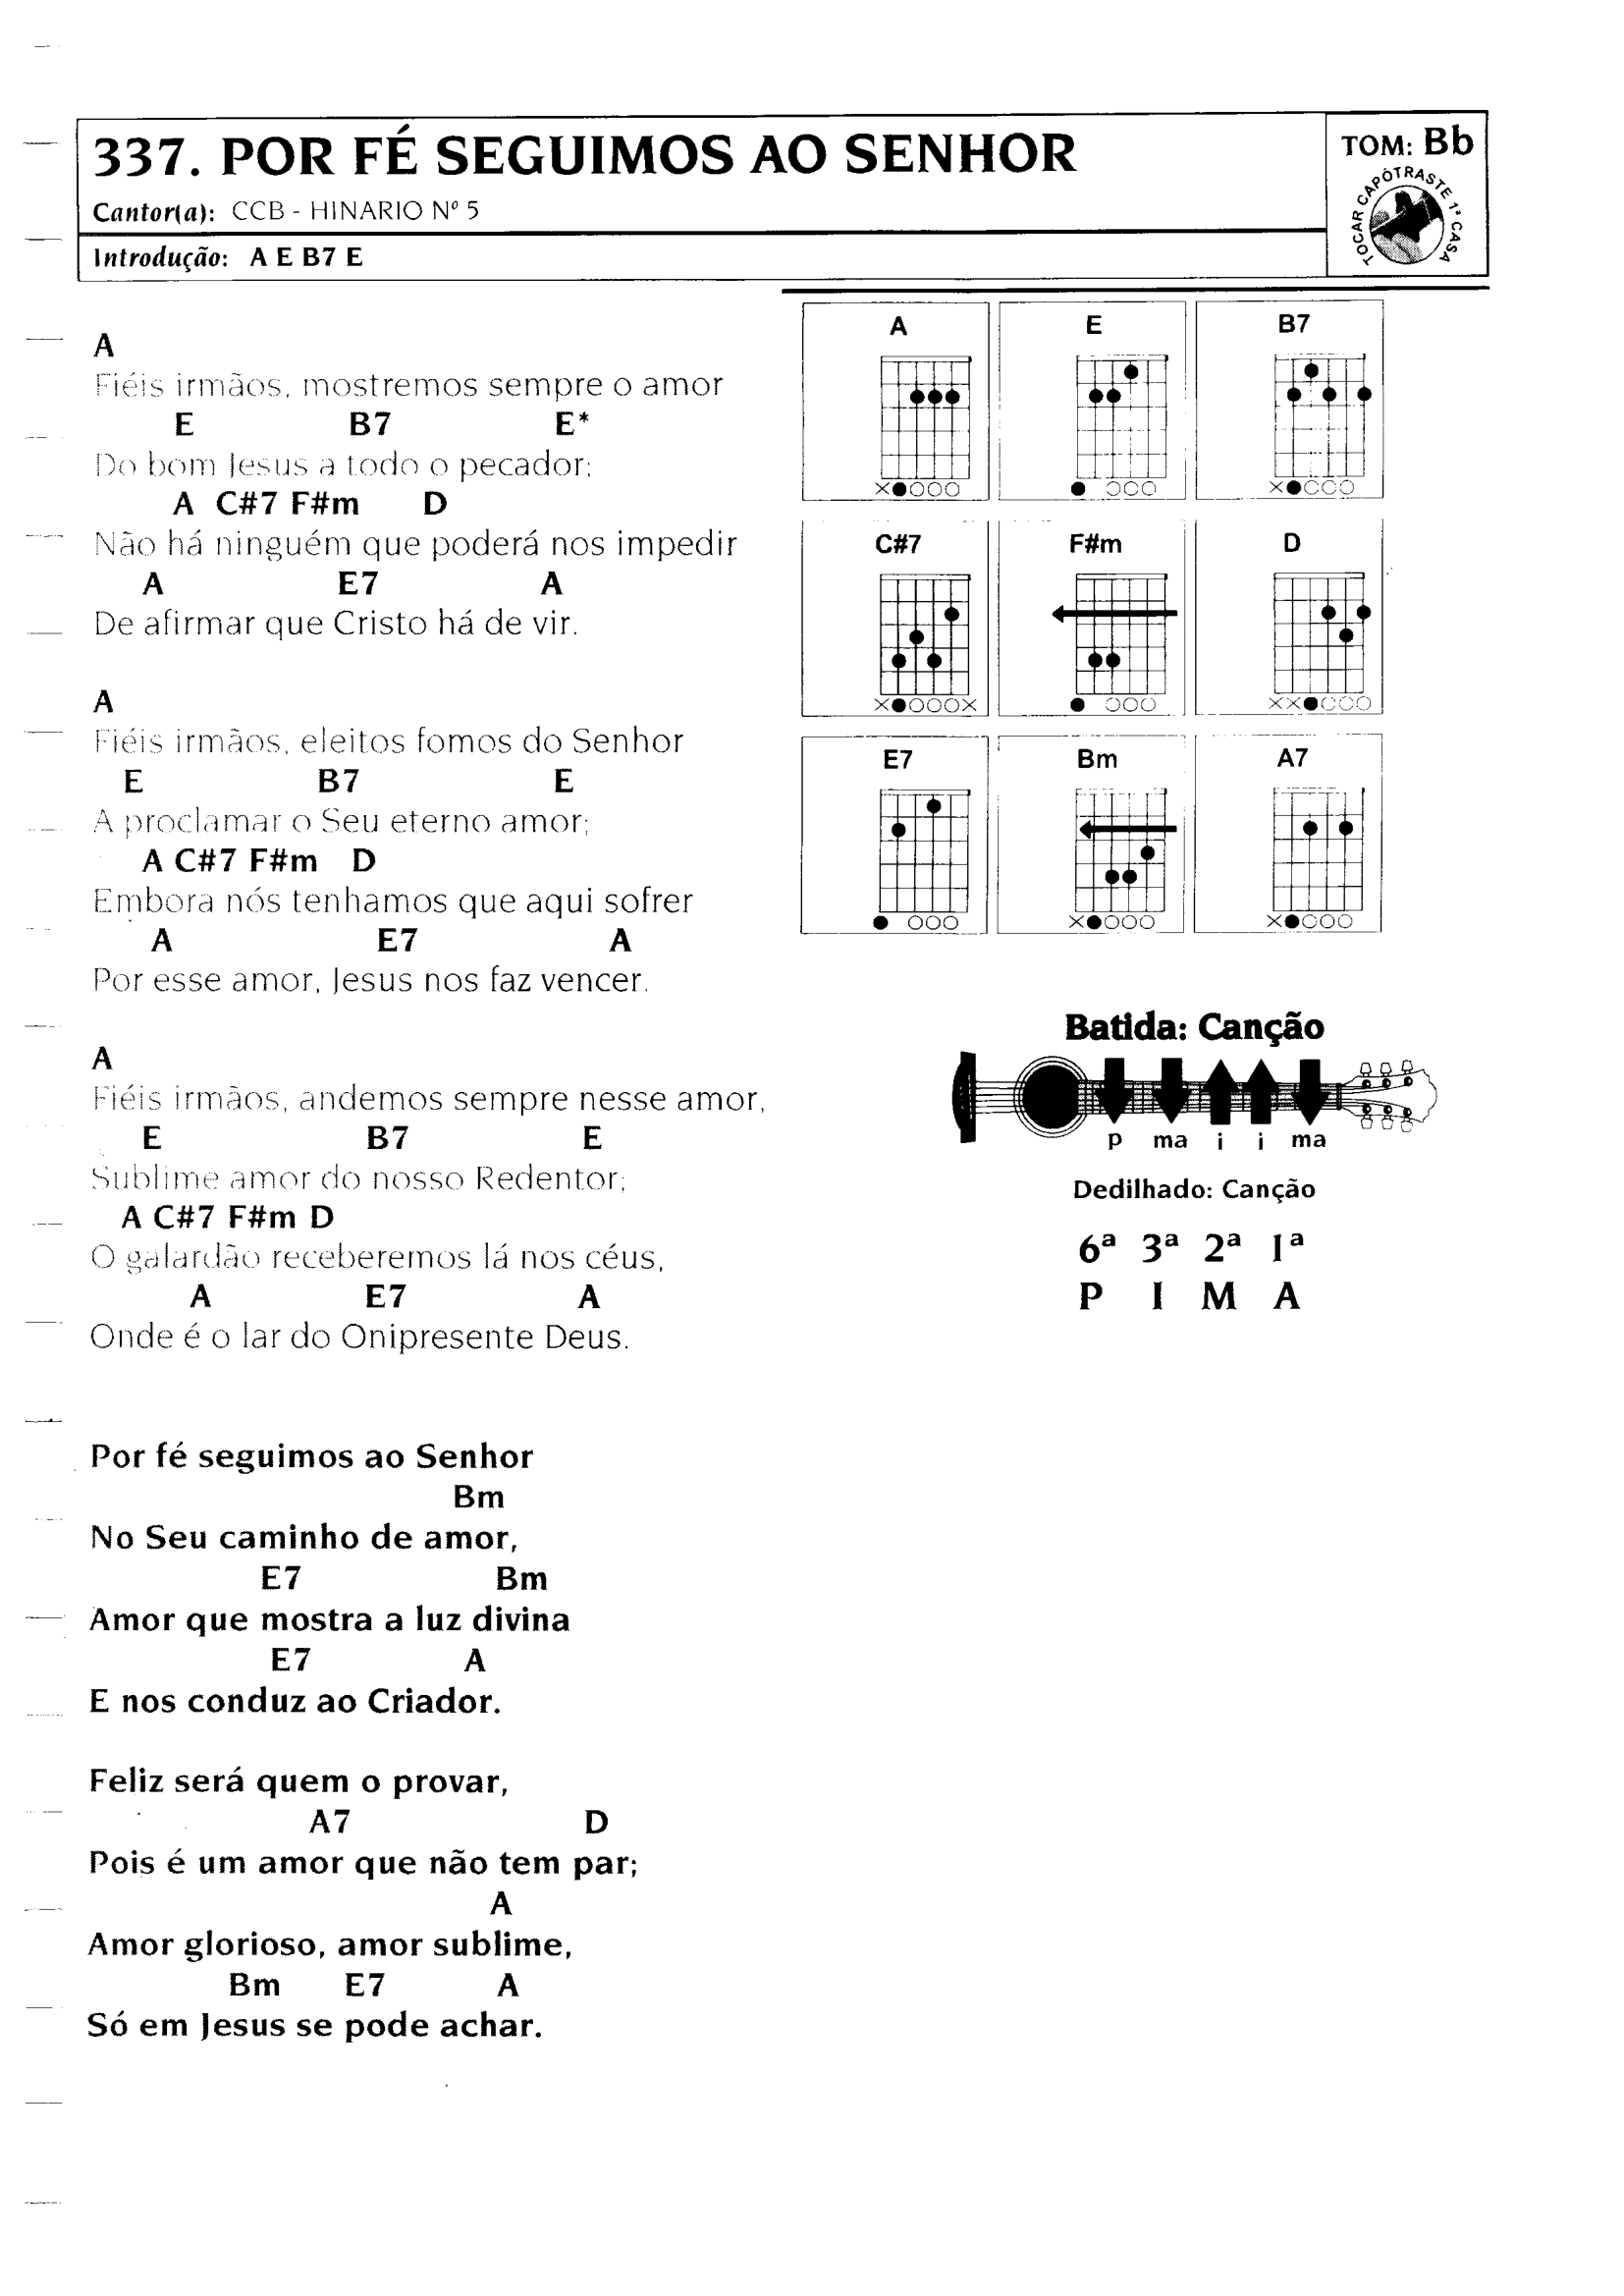 337. POR FÉ SEGUIMOS AO SENHOR
Cantor(a): CCB - HINARIO Nº 5
Introdução: A E B7 E
TOM: Bb
TOCAR CAPÓTRASTE 1ª CASA
A
Fiéis irmãos, mostremos sempre o amor
E B7 E*
Do bom Jesus a todo o pecador;
A C#7 F#m D
Não há ninguém que poderá nos impedir
A E7 A
De afirmar que Cristo há de vir.
A
Fiéis irmãos, eleitos fomos do Senhor
E B7 E
A proclamar o Seu eterno amor;
A C#7 F#m D
Embora nós tenhamos que aqui sofrer
A E7 A
Por esse amor, Jesus nos faz vencer.
A
Fiéis irmãos, andemos sempre nesse amor,
E B7 E
Sublime amor do nosso Redentor;
A C#7 F#m D
O galardão receberemos lá nos céus,
A E7 A
Onde é o lar do Onipresente Deus.
Por fé seguimos ao Senhor
Bm
No Seu caminho de amor,
E7 Bm
Amor que mostra a luz divina
E7 A
E nos conduz ao Criador.
Feliz será quem o provar,
A7 D
Pois é um amor que não tem par;
A
Amor glorioso, amor sublime,
Bm E7 A
Só em Jesus se pode achar.
A E B7
C#7 F#m D
E7 Bm A7
Batida: Canção
p ma i i ma
Dedilhado: Canção
6ª 3ª 2ª 1ª
P I M A